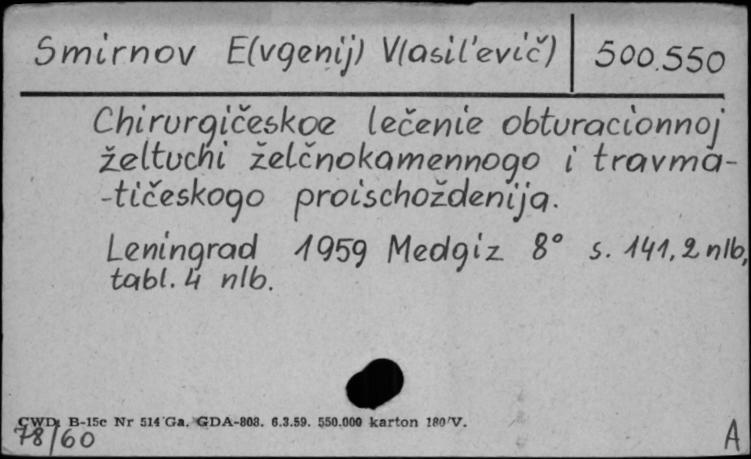 Smirnov E(vgenij) V(asil'evič) 500.550
Chirurgičeskoe lečenie obturacionnoj
želtuchi želčnokamennogo i travma-
-tičeskogo proischoždenija.
Leningrad 1959 Medgiz 8° s. 141, 2 nlb,
tabl. 4 nlb.
CWD, B-15c Nr 514 Ga. GDA-808. 6.3.59. 550.000 karton 180 V.
78/60 A